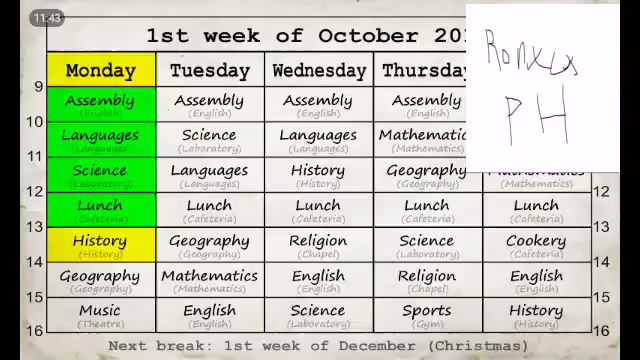 11:43
1st week of October 201
Monday Tuesday Wednesday Thursday
9
Assembly Assembly Assembly Assembly
(English) (English) (English) (English)
10
Languages Science Languages Mathematic
(Languages) (Laboratory) (Languages)
11
Science Languages History Geography
(Laboratory) (Languages) (History) (Geography) (Mathematics)
12 12
Lunch Lunch Lunch Lunch Lunch
(Cafeteria) (Cafeteria) (Cafeteria) (Cafeteria) (Cafeteria)
13 13
History Geography Religion Science Cookery
(History) (Geography) (Chapel) (Laboratory) (Cafeteria)
14 14
Geography Mathematics English Religion English
(Geography) (Mathematics) (English) (Chapel) (English)
15 15
Music English Science Sports History
(Theatre) (English) (Laboratory) (Gym) (History)
16 16
Next break: 1st week of December (Christmas)
PH